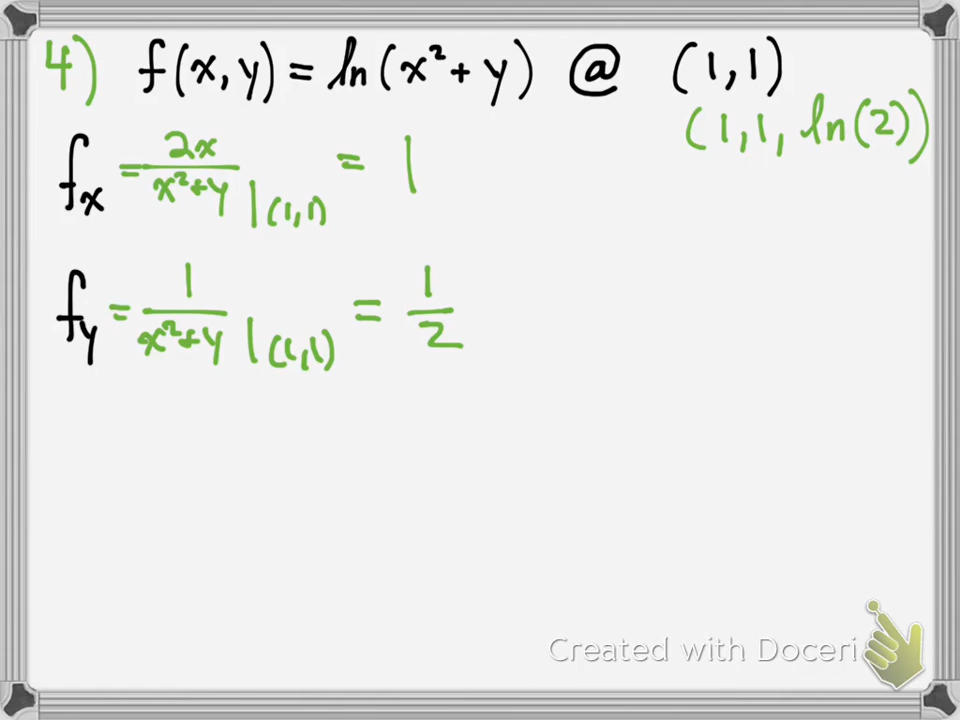 4) f(x,y) = ln(x²+y) @ (1,1)
(1,1, ln(2))
fₓ = 2x/(x²+y) |(1,1) = 1
f_y = 1/(x²+y) |(1,1) = 1/2
Created with Doceri